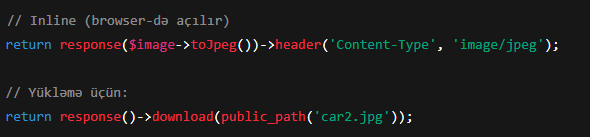 // Inline (browser-də açılır)
return response($image->toJpeg())->header('Content-Type', 'image/jpeg');
// Yükləmə üçün:
return response()->download(public_path('car2.jpg'));